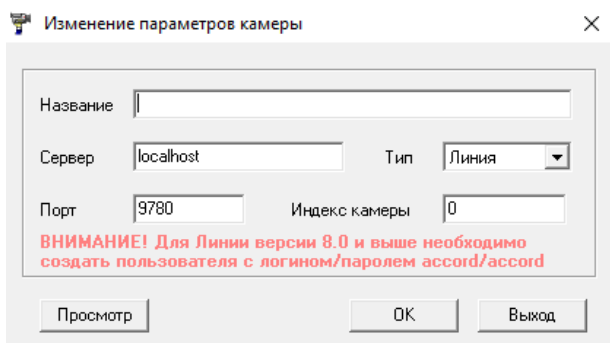 Изменение параметров камеры
Название
Сервер localhost Тип Линия
Порт 9780 Индекс камеры 0
ВНИМАНИЕ! Для Линии версии 8.0 и выше необходимо
создать пользователя с логином/паролем accord/accord
Просмотр OK Выход